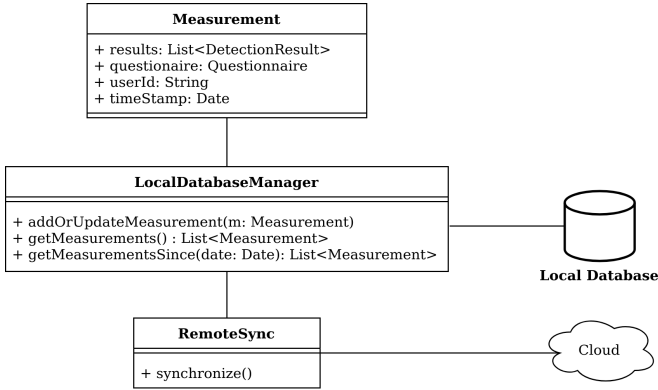 Measurement
+ results: List<DetectionResult>
+ questionaire: Questionnaire
+ userId: String
+ timeStamp: Date
LocalDatabaseManager
+ addOrUpdateMeasurement(m: Measurement)
+ getMeasurements() : List<Measurement>
+ getMeasurementsSince(date: Date): List<Measurement>
Local Database
RemoteSync
+ synchronize()
Cloud